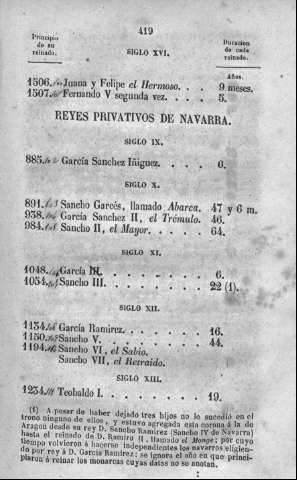 419
Principio de su reinado.
Duracion de cada reinado.
SIGLO XVI.
Años.
1506. Juana y Felipe el Hermoso. . . . 9 meses.
1507. Fernando V segunda vez. . . . 5.
REYES PRIVATIVOS DE NAVARRA.
SIGLO IX.
885. García Sanchez Iñiguez. . . . . 6.
SIGLO X.
891. Sancho Garcés, llamado Abarca. 47 y 6 m.
938. García Sanchez II, el Trémulo. 46.
984. Sancho II, el Mayor. . . . . . 64.
SIGLO XI.
1048. García III. . . . . . . . 6.
1054. Sancho III. . . . . . . . 22 (1).
SIGLO XII.
1134. García Ramirez. . . . . . . 16.
1150. Sancho V. . . . . . . . . 44.
1194. Sancho VI, el Sabio.
Sancho VII, el Retraido.
SIGLO XIII.
1234. Teobaldo I. . . . . . . . . 19.
(1) A pesar de haber dejado tres hijos no le sucedió en el
trono ninguno de ellos, y estuvo agregada esta corona á la de
Aragon desde su rey D. Sancho Ramirez (Sancho IV de Navarra)
hasta el reinado de D. Ramiro II, llamado el Monge; por cuyo
tiempo volvieron á hacerse independientes los navarros eligien-
do por rey á D. García Ramirez: se ignora el año en que princi-
piaron á reinar los monarcas cuyas datas no se anotan.